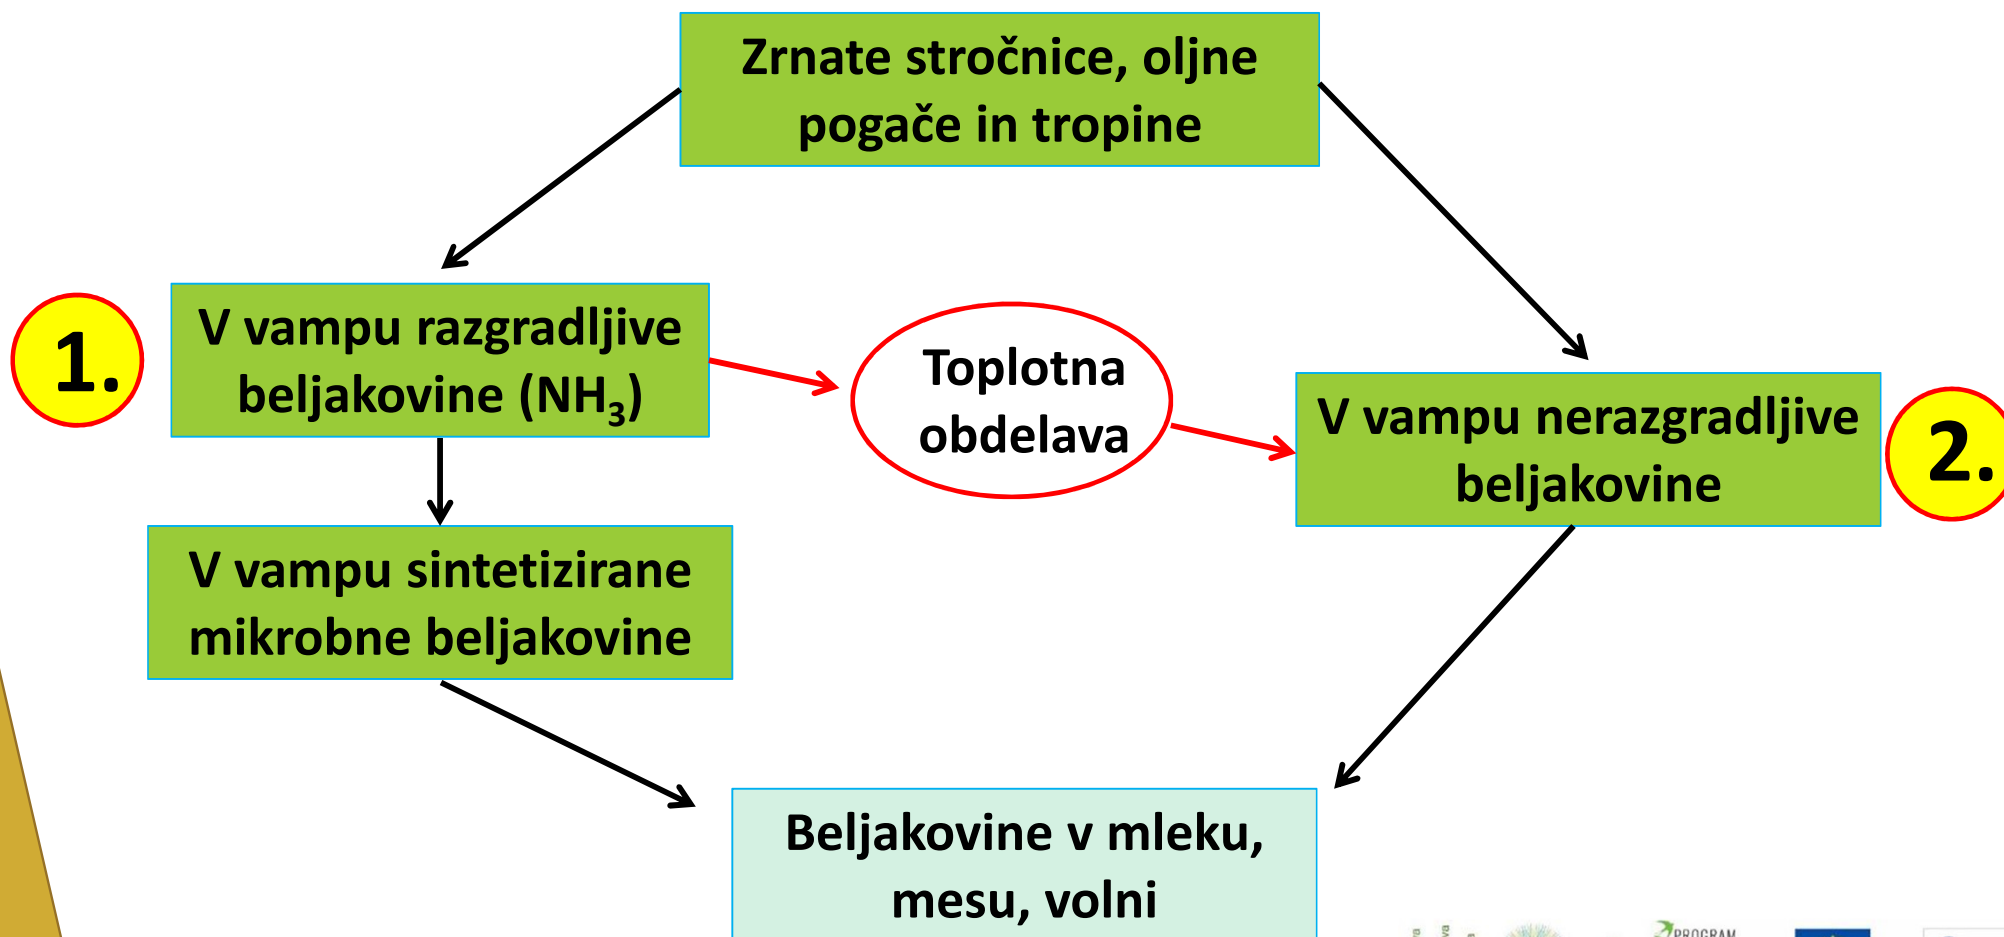 Zrnate stročnice, oljne
pogače in tropine
1.
V vampu razgradljive
beljakovine (NH₃)
Toplotna
obdelava
V vampu nerazgradljive
beljakovine
2.
V vampu sintetizirane
mikrobne beljakovine
Beljakovine v mleku,
mesu, volni
PROGRAM